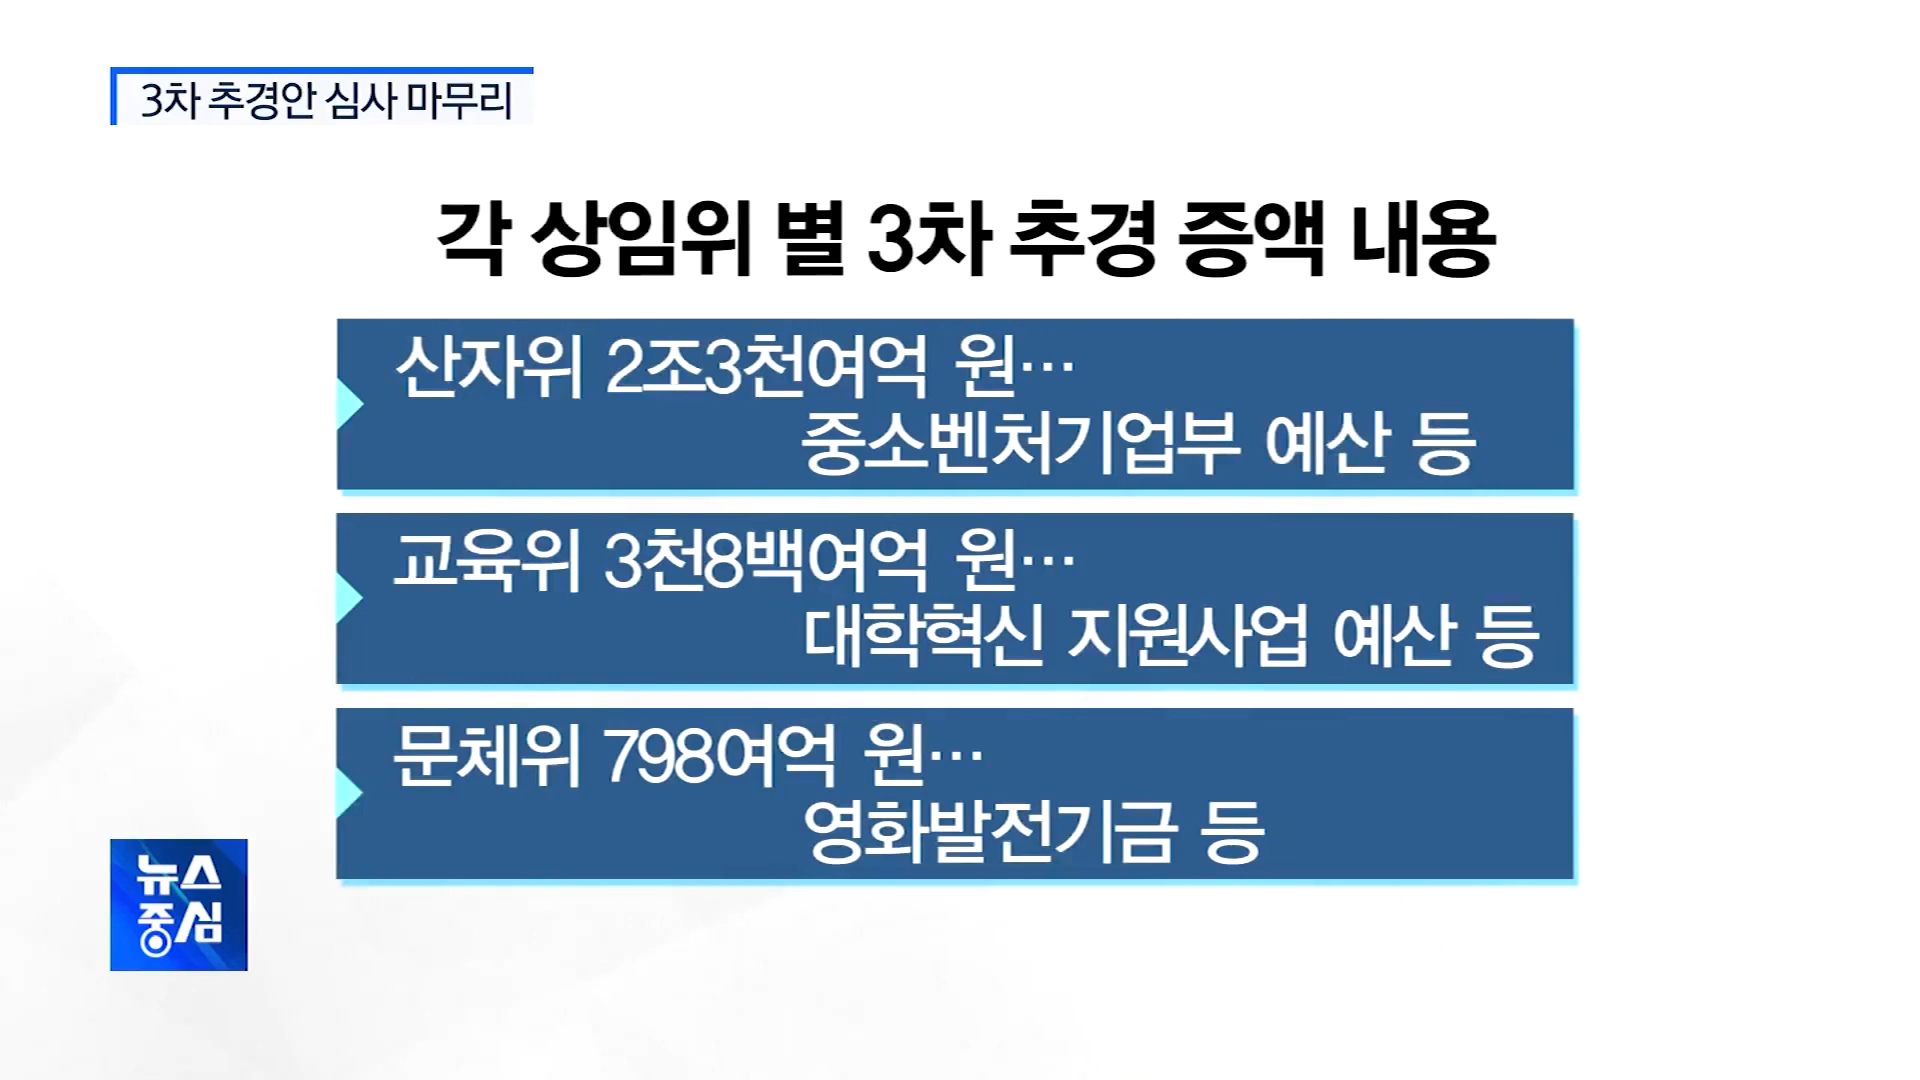 3차 추경안 심사 마무리
각 상임위 별 3차 추경 증액 내용
산자위 2조3천여억 원…
중소벤처기업부 예산 등
교육위 3천8백여억 원…
대학혁신 지원사업 예산 등
문체위 798여억 원…
영화발전기금 등
뉴스
중심